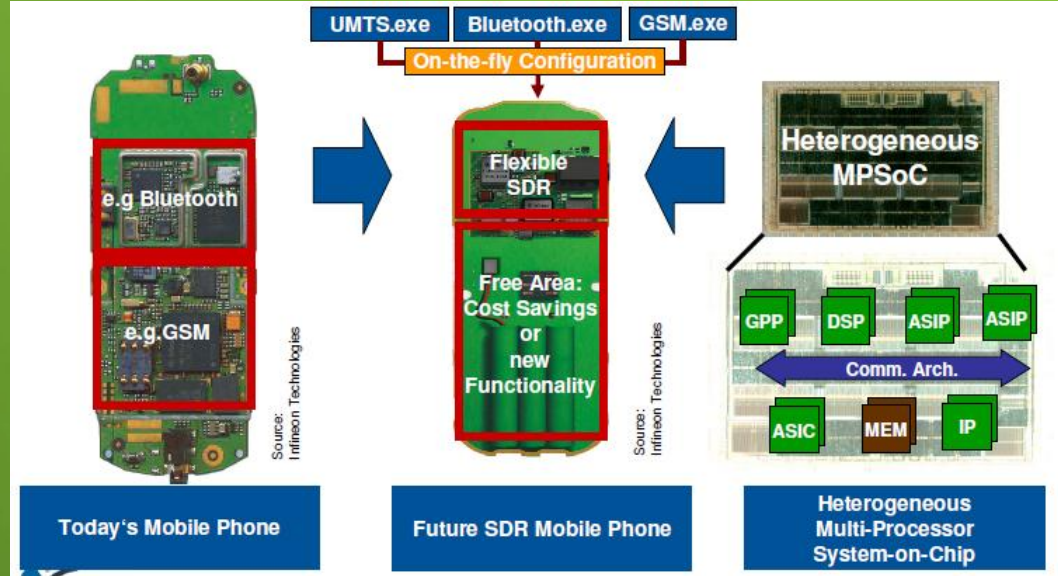 UMTS.exe
Bluetooth.exe
GSM.exe
On-the-fly Configuration
e.g Bluetooth
e.g.GSM
Source:
Infineon Technologies
Flexible
SDR
Free Area:
Cost Savings
or
new
Functionality
Source:
Infineon Technologies
Heterogeneous
MPSoC
GPP
DSP
ASIP
ASIP
Comm. Arch.
ASIC
MEM
IP
Today‘s Mobile Phone
Future SDR Mobile Phone
Heterogeneous
Multi-Processor
System-on-Chip